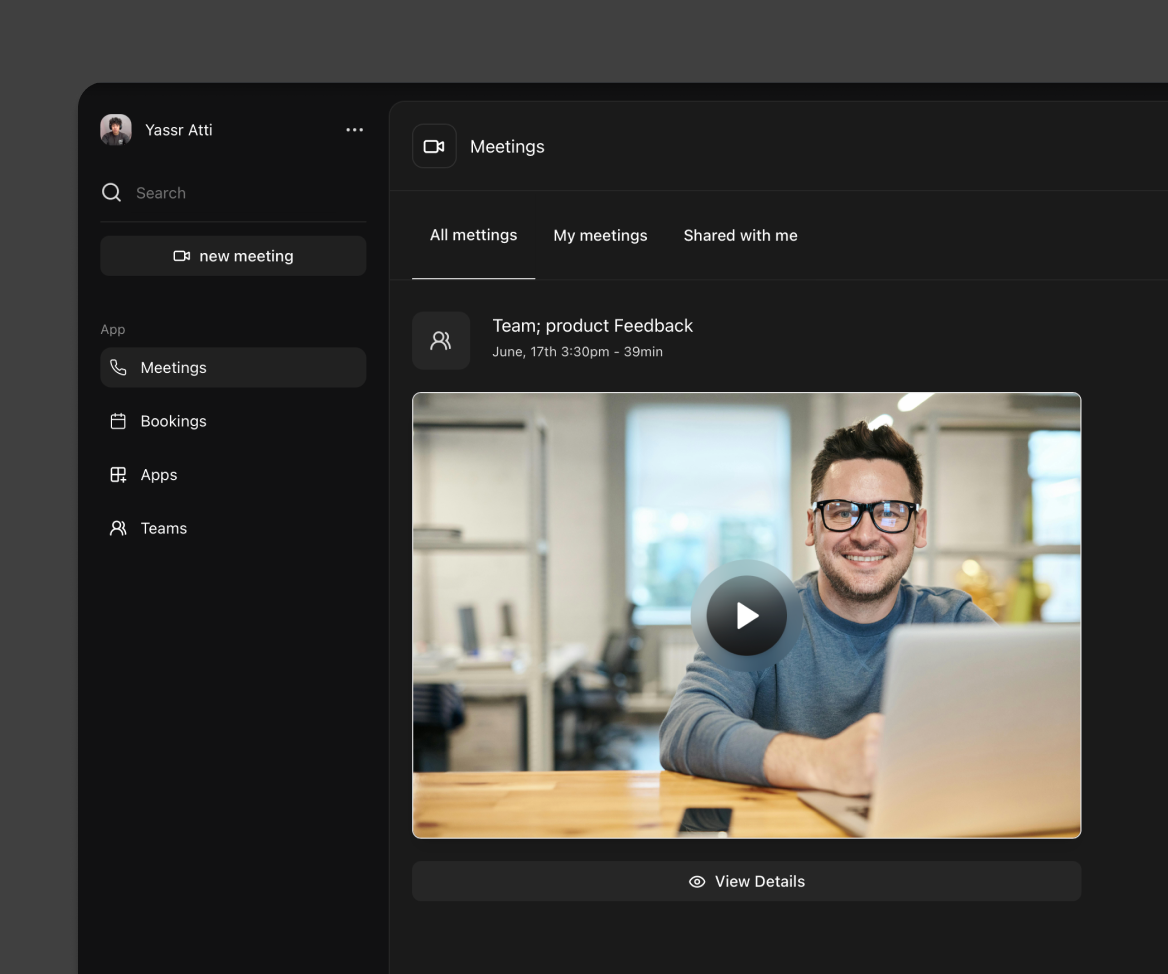 Yassr Atti
Search
new meeting
App
Meetings
Bookings
Apps
Teams
Meetings
All mettings
My meetings
Shared with me
Team; product Feedback
June, 17th 3:30pm - 39min
View Details